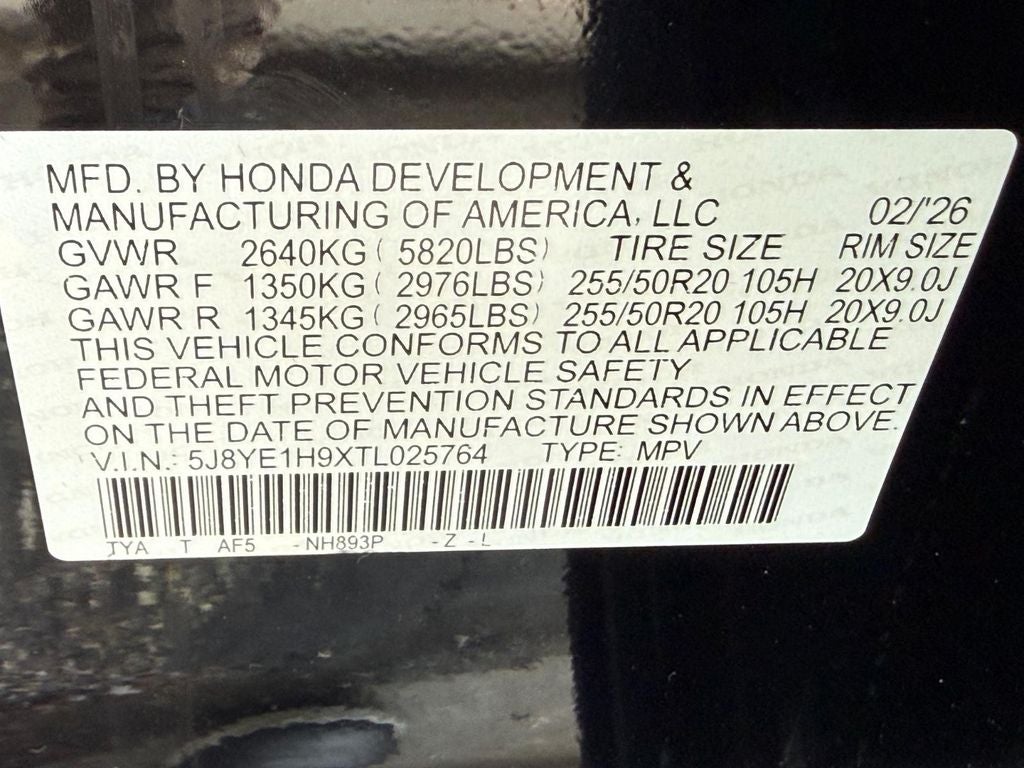 MFD. BY HONDA DEVELOPMENT &
MANUFACTURING OF AMERICA, LLC 02/'26
GVWR 2640KG ( 5820LBS) TIRE SIZE RIM SIZE
GAWR F 1350KG ( 2976LBS) 255/50R20 105H 20X9.0J
GAWR R 1345KG ( 2965LBS) 255/50R20 105H 20X9.0J
THIS VEHICLE CONFORMS TO ALL APPLICABLE
FEDERAL MOTOR VEHICLE SAFETY
AND THEFT PREVENTION STANDARDS IN EFFECT
ON THE DATE OF MANUFACTURE SHOWN ABOVE.
V.I.N.: 5J8YE1H9XTL025764 TYPE: MPV
TYA T AF5 -NH893P -Z -L